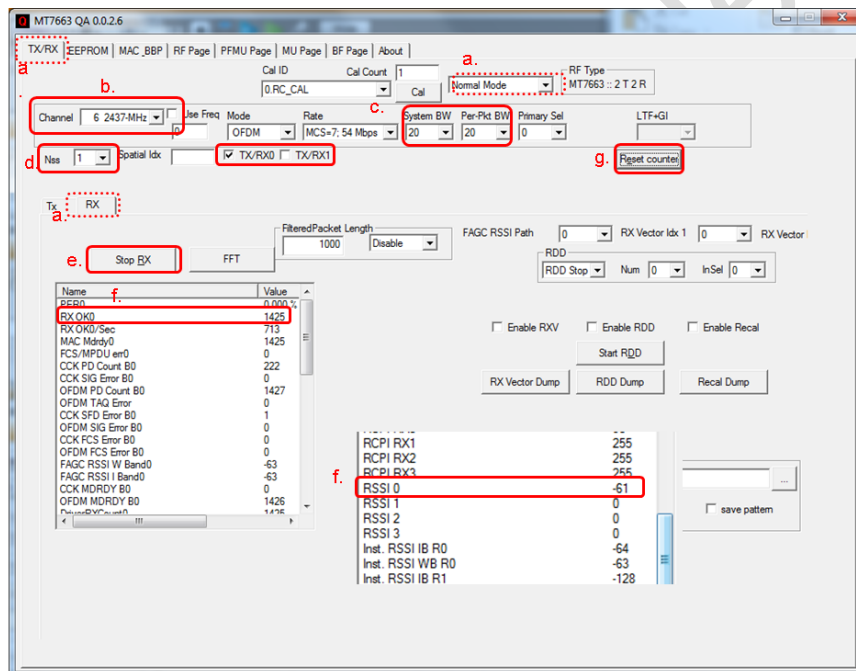 MT7663 QA 0.0.2.6
TX/RX EEPROM MAC_BBP RF Page PFMU Page MU Page BF Page About
a
.
b.
Cal ID Cal Count 1
0.RC_CAL Cal
a.
Normal Mode
RF Type
MT7663 :: 2 T 2 R
Channel 6 2437-MHz Use Freq
0
Mode Rate c. System BW Per-Pkt BW Primary Sel LTF+GI
OFDM MCS=7; 54 Mbps 20 20 0
d. Nss 1 Spatial Idx TX/RX0 TX/RX1
g. Reset counter
Tx RX
a.
FilteredPacket Length
1000 Disable
FAGC RSSI Path 0 RX Vector Idx 1 0 RX Vector
e. Stop RX FFT
RDD
RDD Stop Num 0 InSel 0
f.
Name Value
PER0 0.000 %
RX OK0 1425
RX OK0/Sec 713
MAC Mdrdy0 1425
FCS/MPDU err0 0
CCK PD Count B0 222
CCK SIG Error B0 0
OFDM PD Count B0 1427
OFDM TAQ Error 0
CCK SFD Error B0 1
OFDM SIG Error B0 0
CCK FCS Error B0 0
OFDM FCS Error B0 0
FAGC RSSI W Band0 -63
FAGC RSSI I Band0 -63
CCK MDRDY B0 0
OFDM MDRDY B0 1426
DriverRXCount0 1425
Enable RXV Enable RDD Enable Recal
Start RDD
RX Vector Dump RDD Dump Recal Dump
RCPI RX1 255
RCPI RX2 255
RCPI RX3 255
f.
RSSI 0 -61
RSSI 1 0
RSSI 2 0
RSSI 3 0
Inst. RSSI IB R0 -64
Inst. RSSI WB R0 -63
Inst. RSSI IB R1 -128
...
save pattern